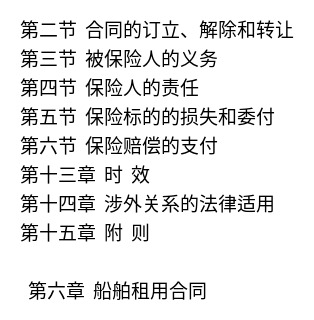 第二节 合同的订立、解除和转让
第三节 被保险人的义务
第四节 保险人的责任
第五节 保险标的的损失和委付
第六节 保险赔偿的支付
第十三章 时 效
第十四章 涉外关系的法律适用
第十五章 附 则
第六章 船舶租用合同